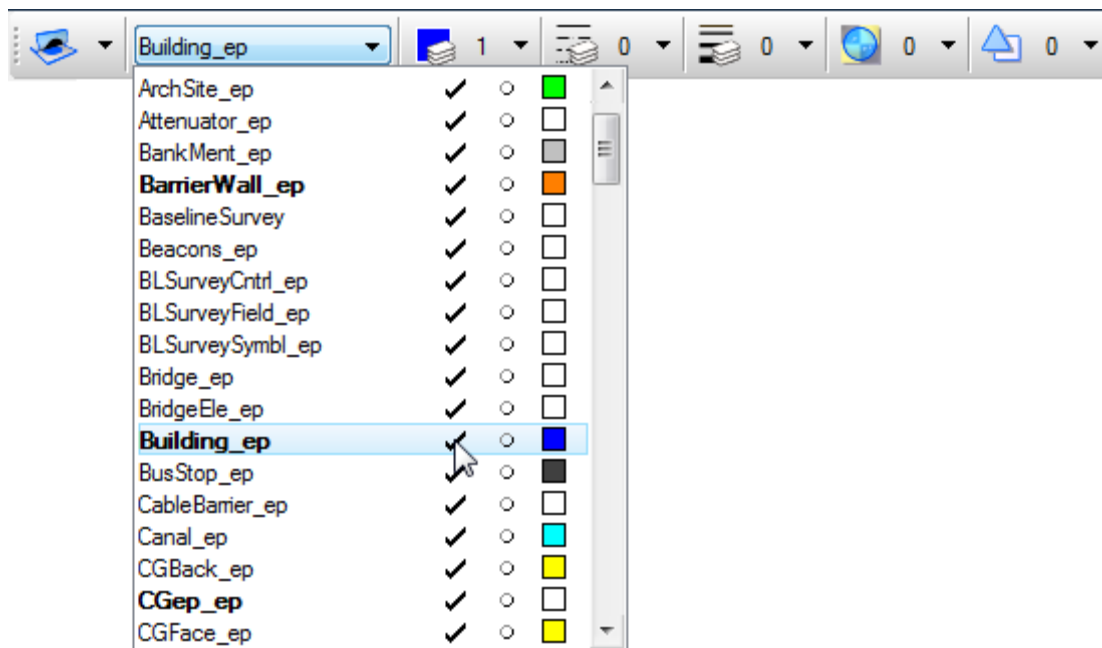 Building_ep 1 0 0 0 0
ArchSite_ep
Attenuator_ep
BankMent_ep
BarrierWall_ep
BaselineSurvey
Beacons_ep
BLSurveyCntrl_ep
BLSurveyField_ep
BLSurveySymbl_ep
Bridge_ep
BridgeEle_ep
Building_ep
BusStop_ep
CableBarrier_ep
Canal_ep
CGBack_ep
CGep_ep
CGFace_ep